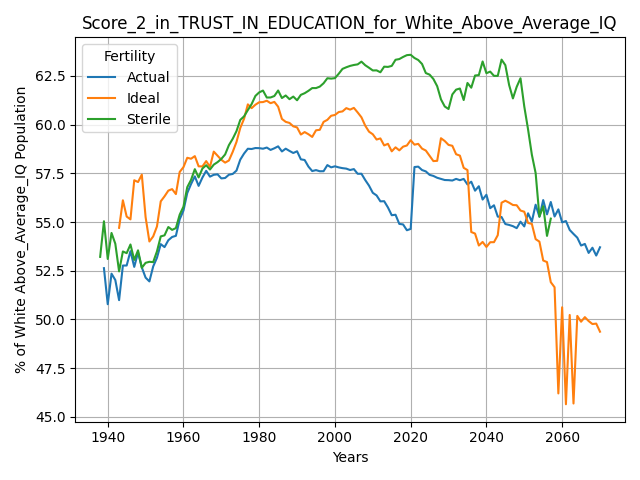 Score_2_in_TRUST_IN_EDUCATION_for_White_Above_Average_IQ
Fertility
Actual
Ideal
Sterile
% of White Above_Average_IQ Population
62.5
60.0
57.5
55.0
52.5
50.0
47.5
45.0
1940
1960
1980
2000
2020
2040
2060
Years